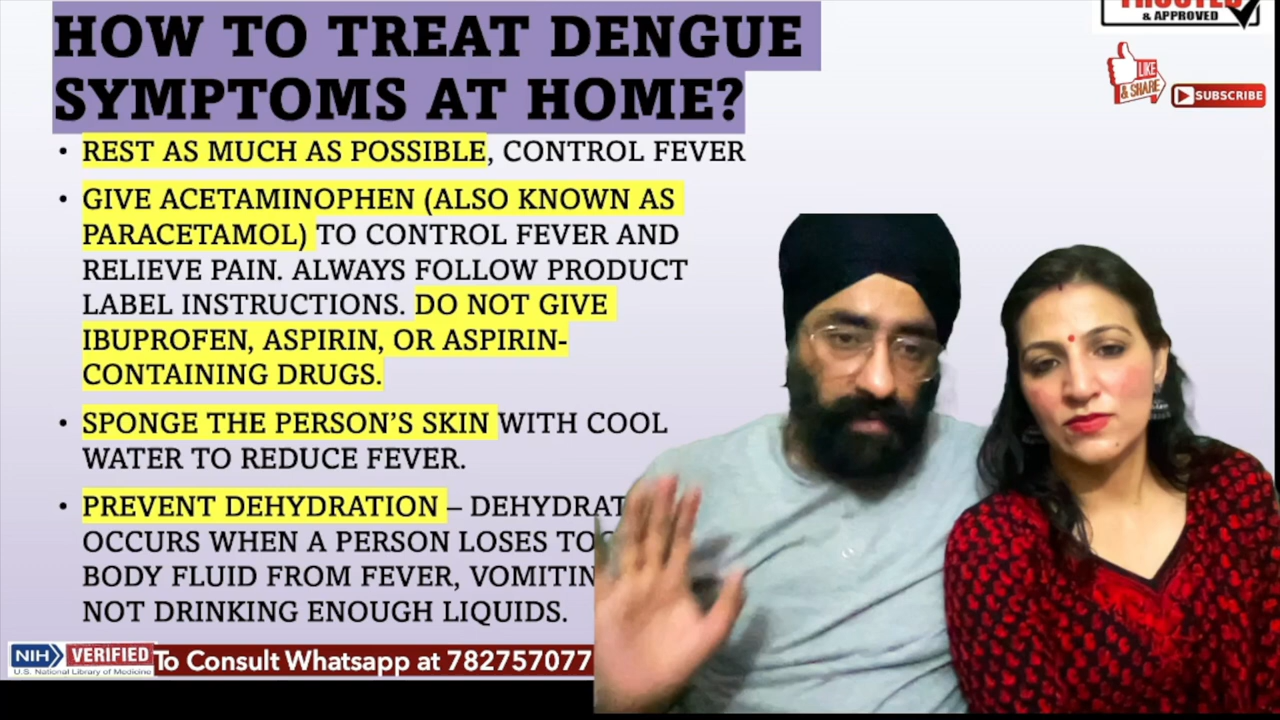 HOW TO TREAT DENGUE
SYMPTOMS AT HOME?
• REST AS MUCH AS POSSIBLE, CONTROL FEVER
• GIVE ACETAMINOPHEN (ALSO KNOWN AS
PARACETAMOL) TO CONTROL FEVER AND
RELIEVE PAIN. ALWAYS FOLLOW PRODUCT
LABEL INSTRUCTIONS. DO NOT GIVE
IBUPROFEN, ASPIRIN, OR ASPIRIN-
CONTAINING DRUGS.
• SPONGE THE PERSON'S SKIN WITH COOL
WATER TO REDUCE FEVER.
• PREVENT DEHYDRATION – DEHYDRAT
OCCURS WHEN A PERSON LOSES TO
BODY FLUID FROM FEVER, VOMITIN
NOT DRINKING ENOUGH LIQUIDS.
TRUSTED
& APPROVED
LIKE
& SHARE
SUBSCRIBE
NIH VERIFIED
U.S. National Library of Medicine
To Consult Whatsapp at 782757077